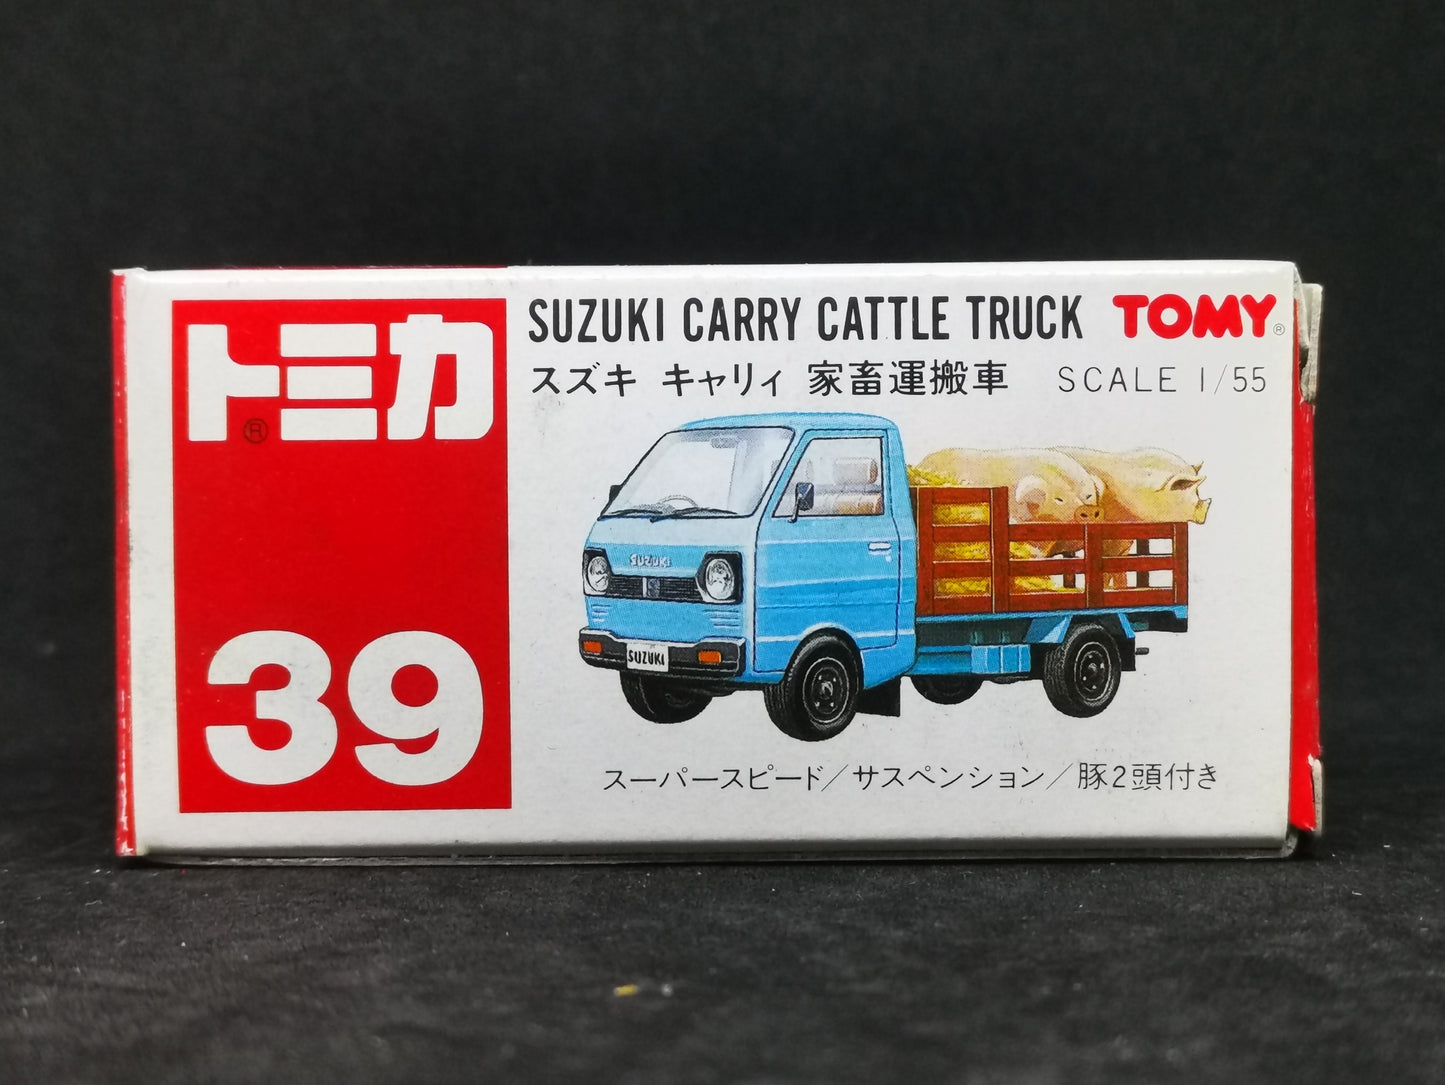 トミカ
®
39
SUZUKI CARRY CATTLE TRUCK TOMY®
スズキ キャリィ 家畜運搬車 SCALE 1/55
SUZUKI
SUZUKI
スーパースピード/サスペンション/豚2頭付き